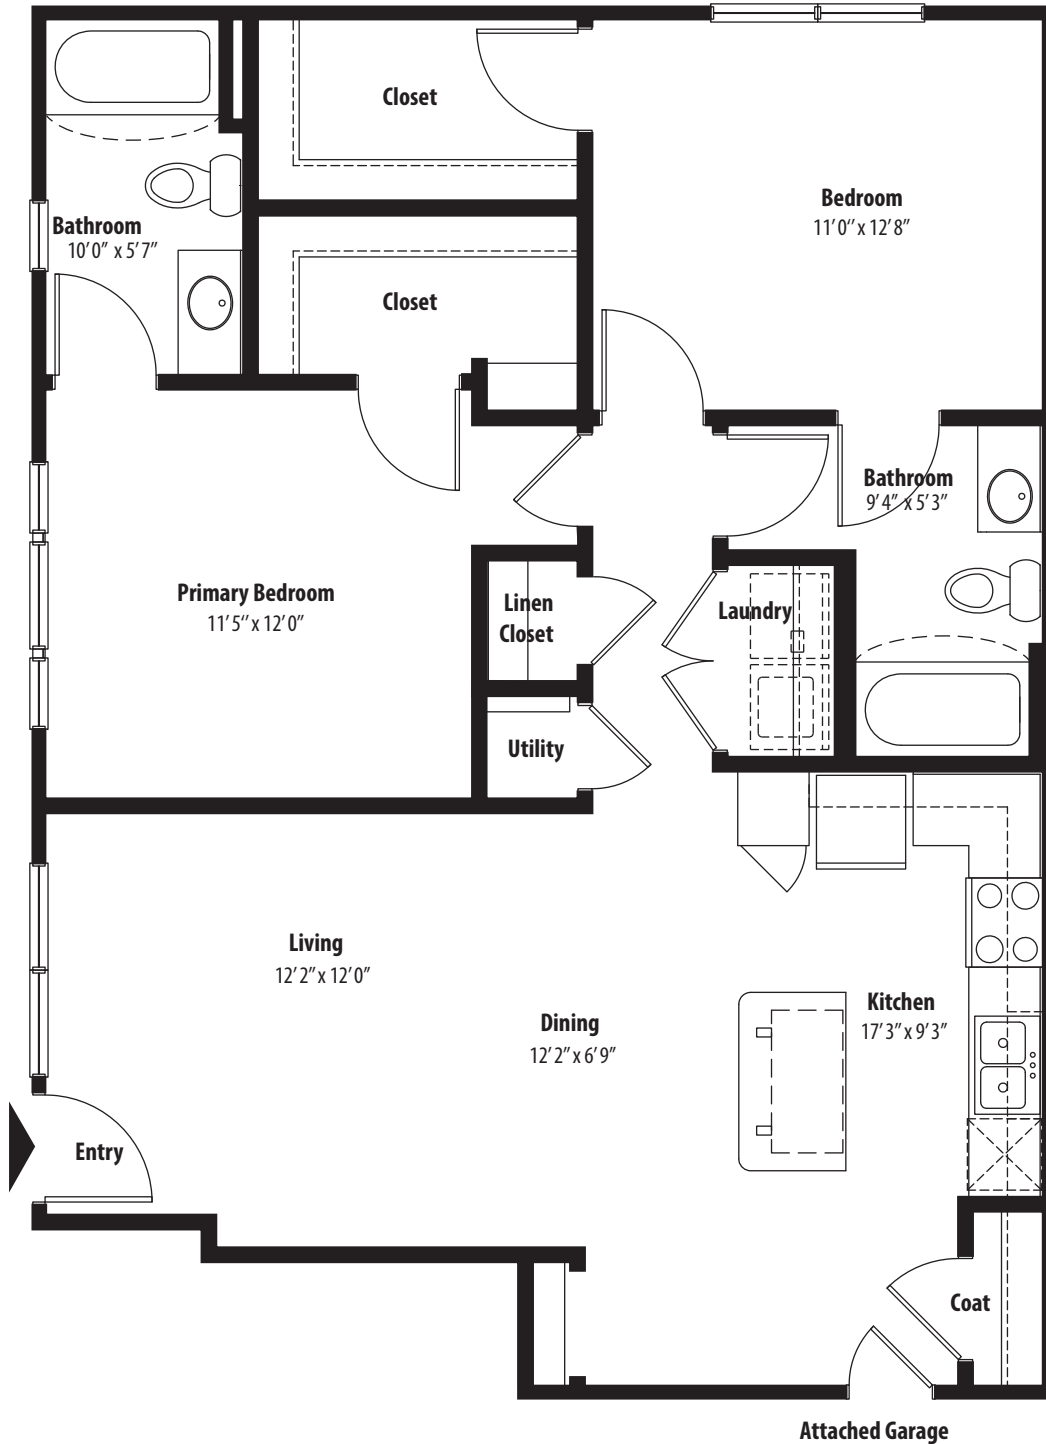 Closet
Bedroom
11'0" x 12'8"
Bathroom
10'0" x 5'7"
Closet
Bathroom
9'4" x 5'3"
Primary Bedroom
11'5" x 12'0"
Linen
Closet
Laundry
Utility
Living
12'2" x 12'0"
Dining
12'2" x 6'9"
Kitchen
17'3" x 9'3"
Entry
Coat
Attached Garage